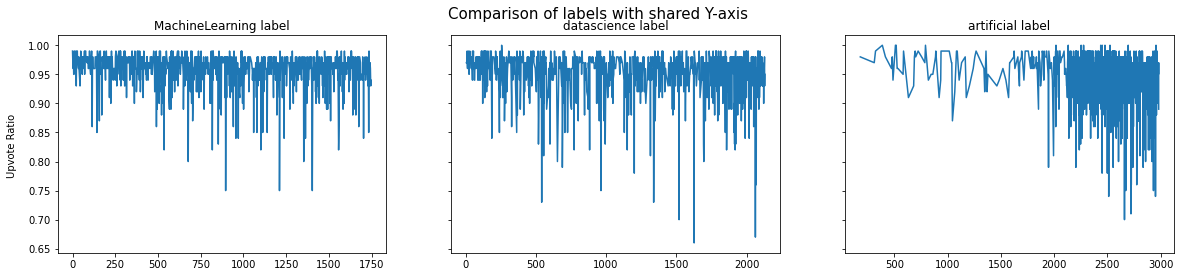 Comparison of labels with shared Y-axis
MachineLearning label
datascience label
artificial label
Upvote Ratio
1.00
0.95
0.90
0.85
0.80
0.75
0.70
0.65
0 250 500 750 1000 1250 1500 1750
0 500 1000 1500 2000
500 1000 1500 2000 2500 3000